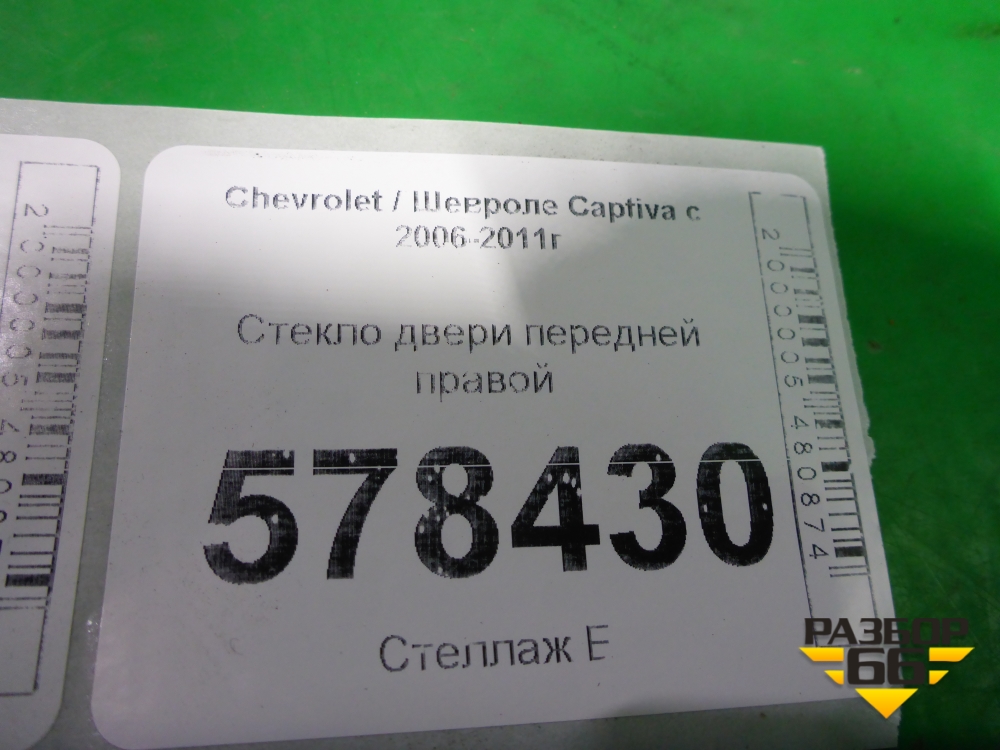 Chevrolet / Шевроле Captiva с
2006-2011г
Стекло двери передней
правой
578430
Стеллаж Е
2000005480874
РАЗБОР
66